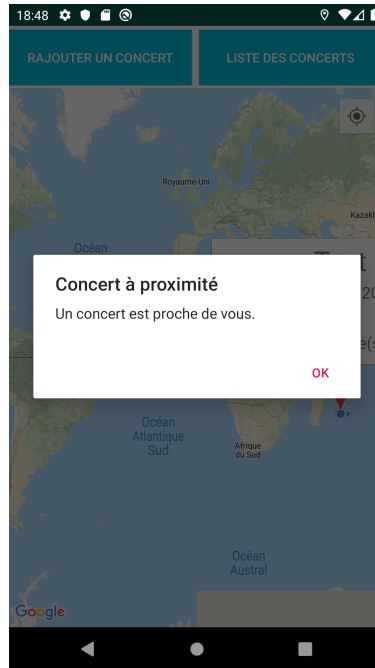 18:48
RAJOUTER UN CONCERT
LISTE DES CONCERTS
Royaume-Uni
Kazak
Océan
Concert à proximité
Un concert est proche de vous.
OK
Océan
Atlantique
Sud
Afrique
du Sud
Océan
Austral
Google